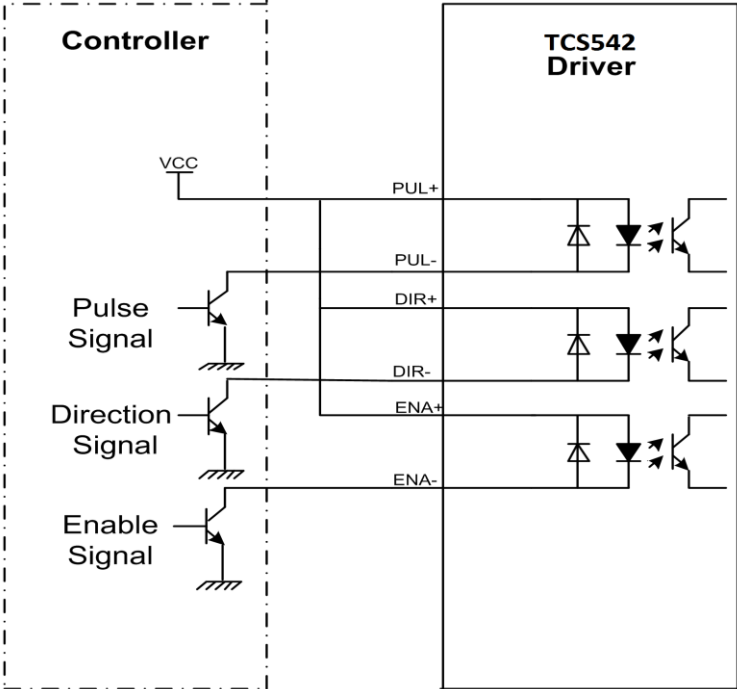 Controller
TCS542
Driver
VCC
PUL+
PUL-
DIR+
Pulse
Signal
DIR-
Direction
Signal
ENA+
ENA-
Enable
Signal